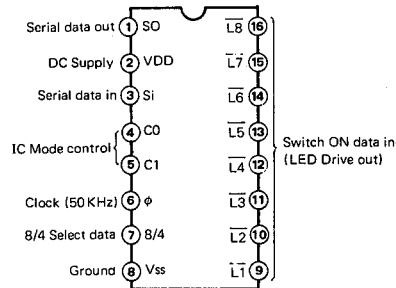 Serial data out 1 SO L8 16
DC Supply 2 VDD L7 15
Serial data in 3 Si L6 14
IC Mode control
4 C0 L5 13
5 C1 L4 12
Switch ON data in
(LED Drive out)
Clock (50 KHz) 6 ϕ L3 11
8/4 Select data 7 8/4 L2 10
Ground 8 Vss L1 9